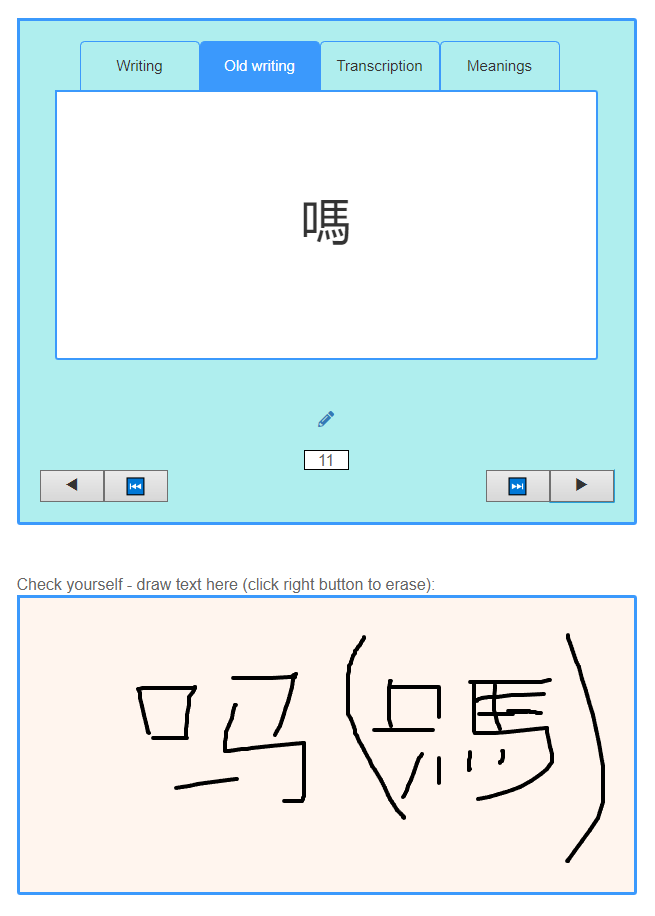 Writing Old writing Transcription Meanings
嗎
11
Check yourself - draw text here (click right button to erase):
吗(嗎)